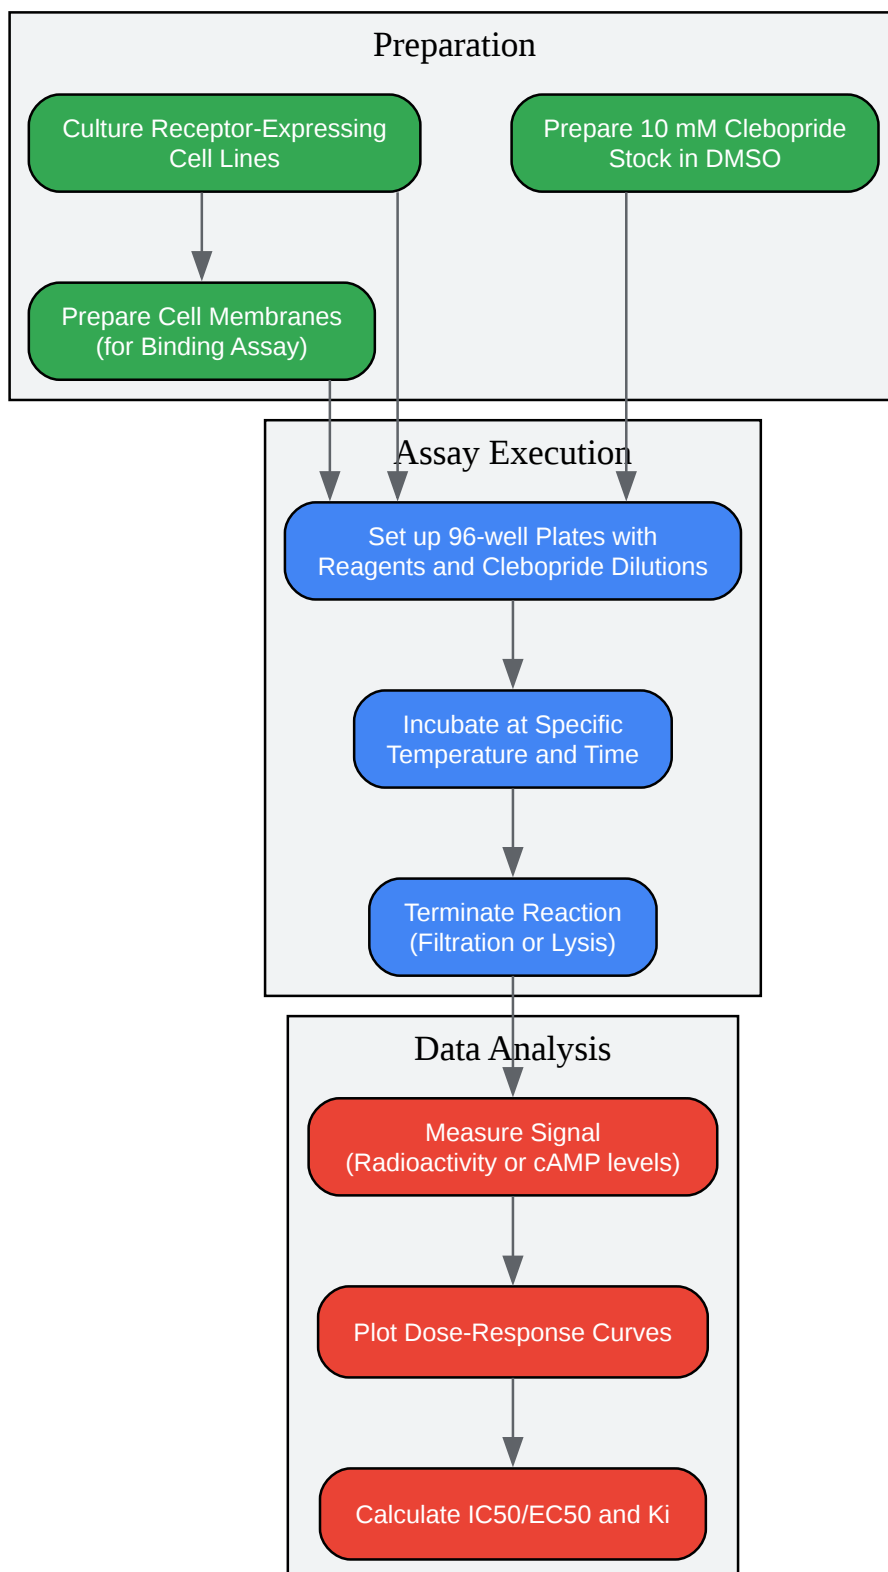 Preparation
Culture Receptor-Expressing
Cell Lines
Prepare 10 mM Clebopride
Stock in DMSO
Prepare Cell Membranes
(for Binding Assay)
Assay Execution
Set up 96-well Plates with
Reagents and Clebopride Dilutions
Incubate at Specific
Temperature and Time
Terminate Reaction
(Filtration or Lysis)
Data Analysis
Measure Signal
(Radioactivity or cAMP levels)
Plot Dose-Response Curves
Calculate IC50/EC50 and Ki